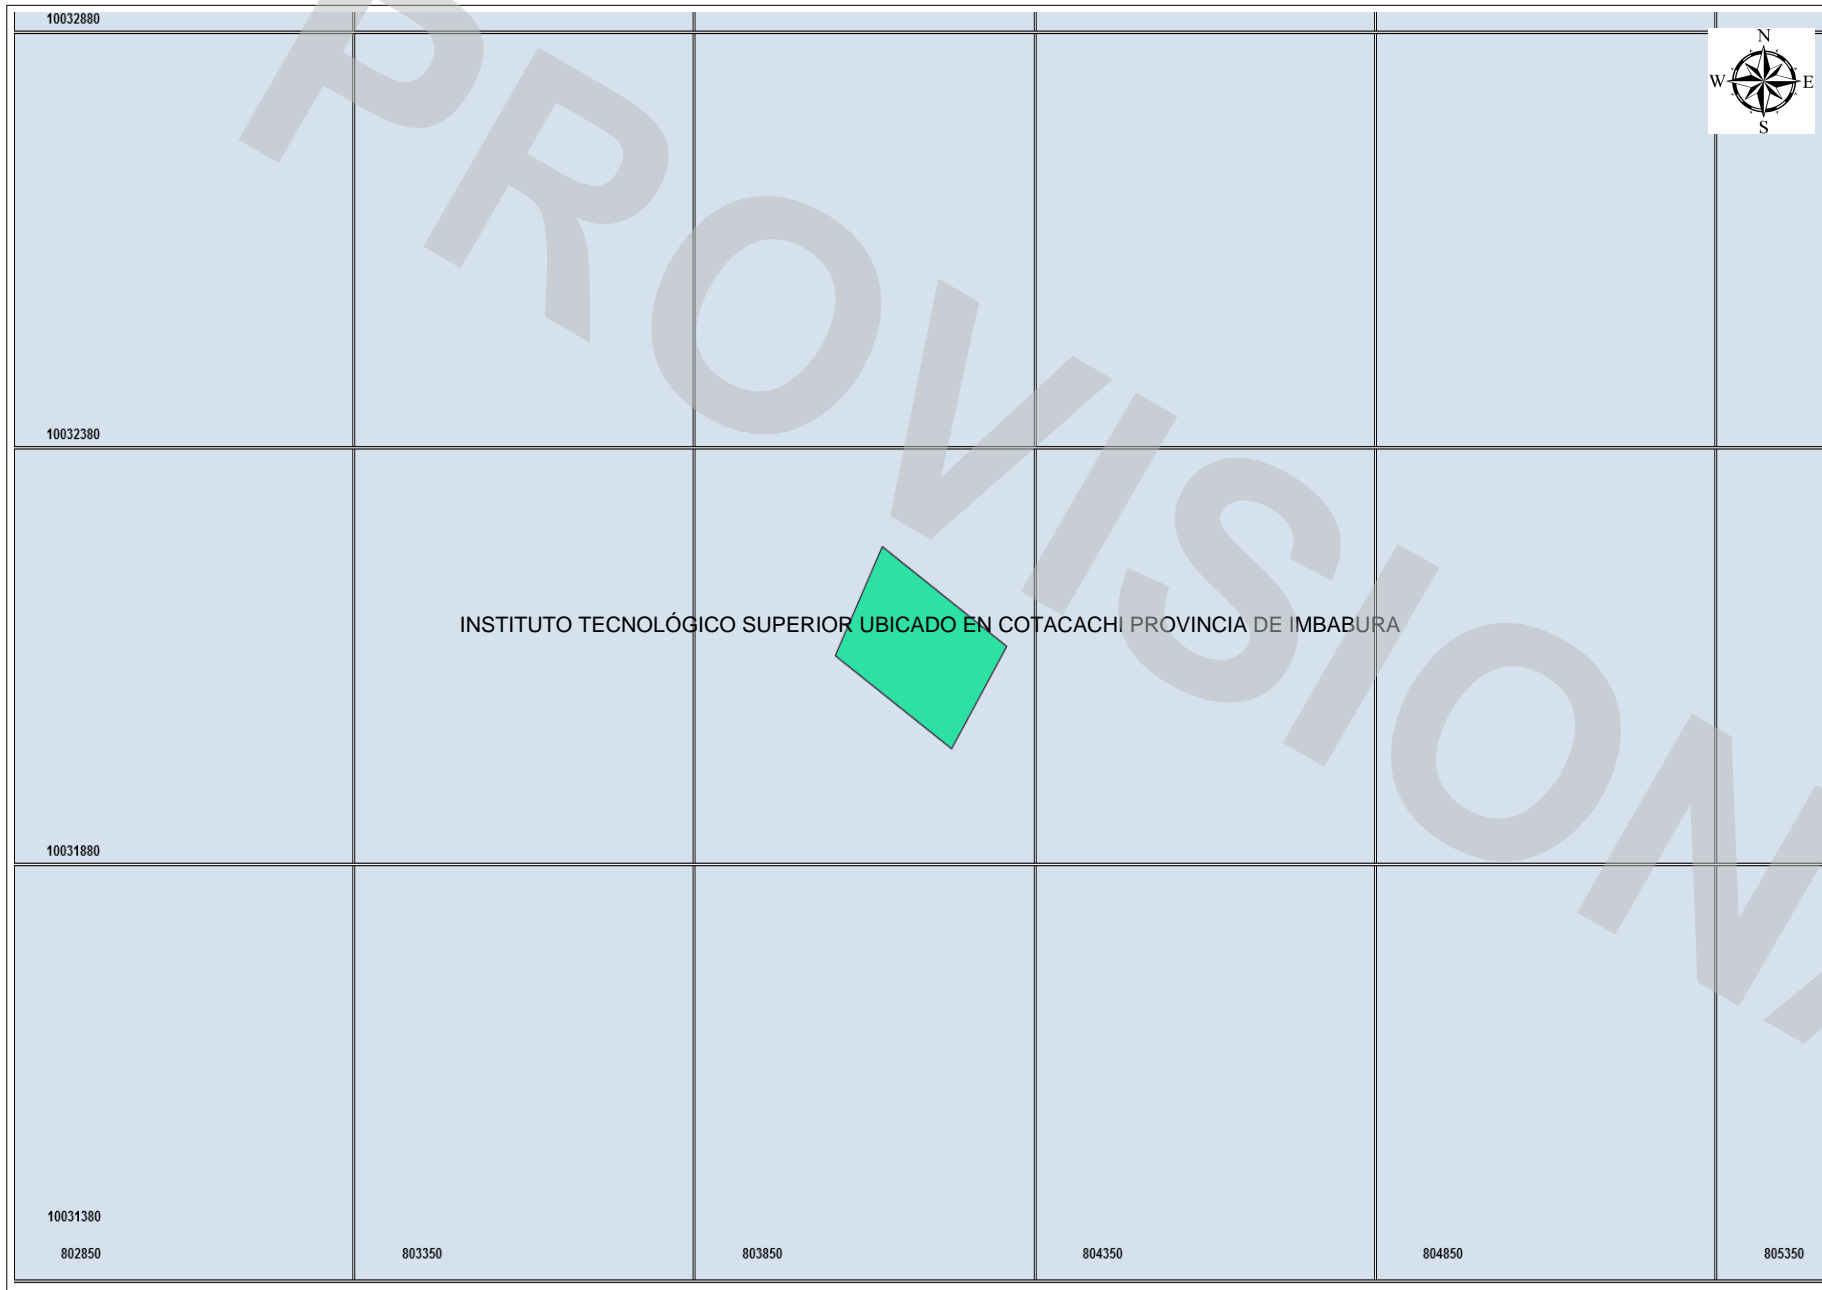 10032880
N
W E
S
10032380
INSTITUTO TECNOLÓGICO SUPERIOR UBICADO EN COTACACHI PROVINCIA DE IMBABURA
10031880
10031380
802850 803350 803850 804350 804850 805350
PROVISION